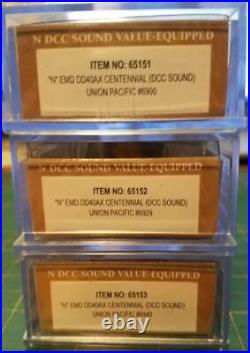 N DCC SOUND VALUE-EQUIPPED
ITEM NO: 65151
"N" EMD DD40AX CENTENNIAL (DCC SOUND)
UNION PACIFIC #6900
N DCC SOUND VALUE-EQUIPPED
ITEM NO: 65152
"N" EMD DD40AX CENTENNIAL (DCC SOUND)
UNION PACIFIC #6929
N DCC SOUND VALUE-EQUIPPED
ITEM NO: 65153
"N" EMD DD40AX CENTENNIAL (DCC SOUND)
UNION PACIFIC #6940